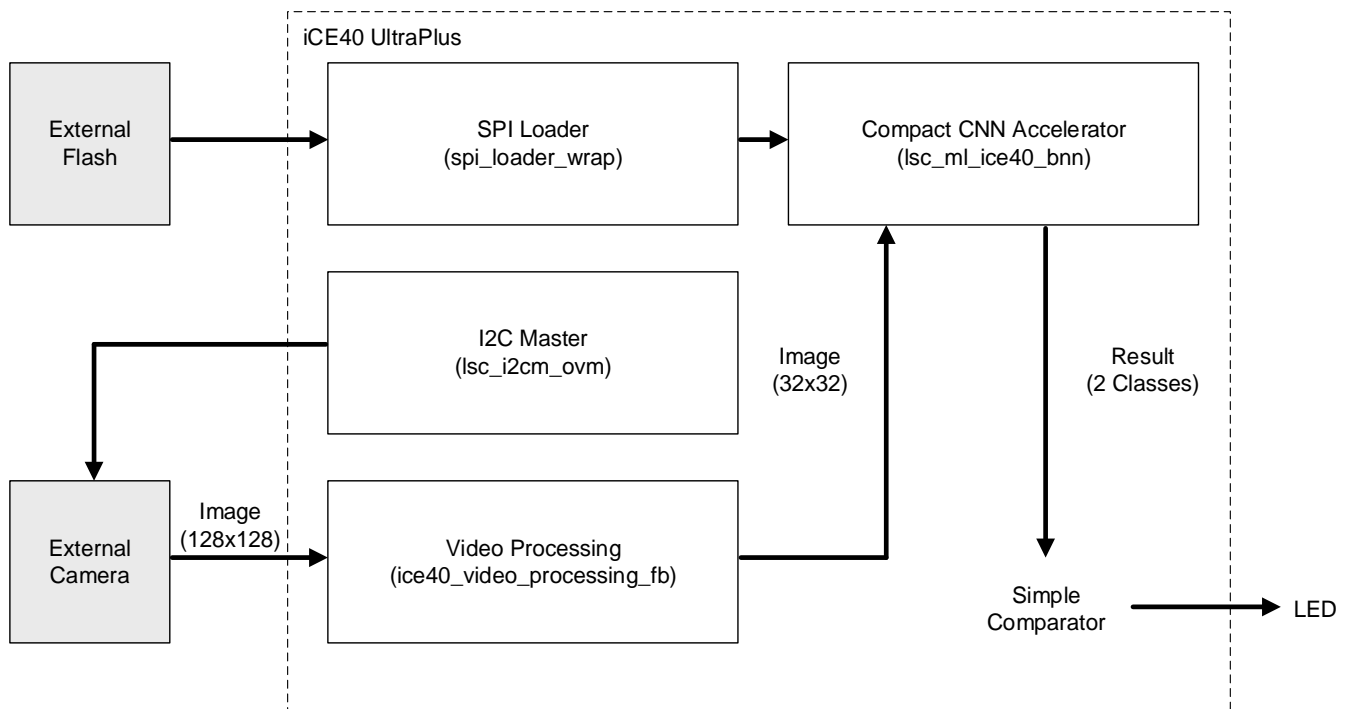 iCE40 UltraPlus
External
Flash
SPI Loader
(spi_loader_wrap)
Compact CNN Accelerator
(lsc_ml_ice40_bnn)
I2C Master
(lsc_i2cm_ovm)
Image
(32x32)
Result
(2 Classes)
External
Camera
Image
(128x128)
Video Processing
(ice40_video_processing_fb)
Simple
Comparator
LED